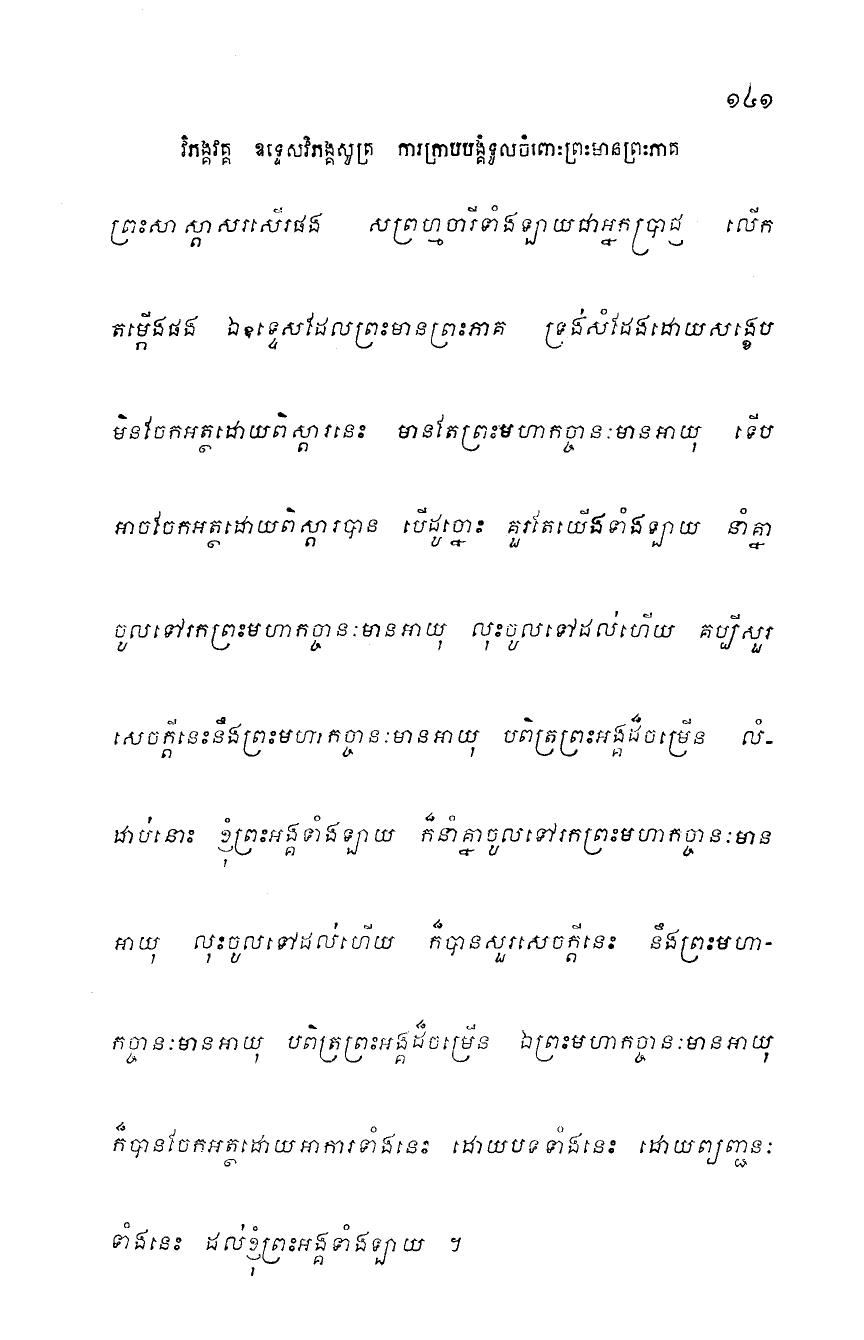 ១៤១
វិភង្គវគ្គ ឧទ្ទេសវិភង្គសូត្រ ការក្រាបបង្គំទូលចំពោះព្រះមានព្រះភាគ
ព្រះសាស្តាសរសើរផង សព្រហ្មចារីទាំងឡាយជាអ្នកប្រាជ្ញ លើក
តម្កើងផង ឯឧទ្ទេសដែលព្រះមានព្រះភាគ ទ្រង់សំដែងដោយសង្ខេប
មិនចែកអត្ថដោយពិស្តារនេះ មានតែព្រះមហាកច្ចានៈមានអាយុ ទើប
អាចចែកអត្ថដោយពិស្តារបាន បើដូច្នោះ គួរតែយើងទាំងឡាយ នាំគ្នា
ចូលទៅរកព្រះមហាកច្ចានៈមានអាយុ លុះចូលទៅដល់ហើយ គប្បីសួរ
សេចក្តីនេះនឹងព្រះមហាកច្ចានៈមានអាយុ បពិត្រព្រះអង្គដ៏ចម្រើន លំ-
ដាប់នោះ ខ្ញុំព្រះអង្គទាំងឡាយ ក៏នាំគ្នាចូលទៅរកព្រះមហាកច្ចានៈមាន
អាយុ លុះចូលទៅដល់ហើយ ក៏បានសួរសេចក្តីនេះ នឹងព្រះមហា-
កច្ចានៈមានអាយុ បពិត្រព្រះអង្គដ៏ចម្រើន ឯព្រះមហាកច្ចានៈមានអាយុ
ក៏បានចែកអត្ថដោយអាការទាំងនេះ ដោយបទទាំងនេះ ដោយព្យញ្ជនៈ
ទាំងនេះ ដល់ខ្ញុំព្រះអង្គទាំងឡាយ ។